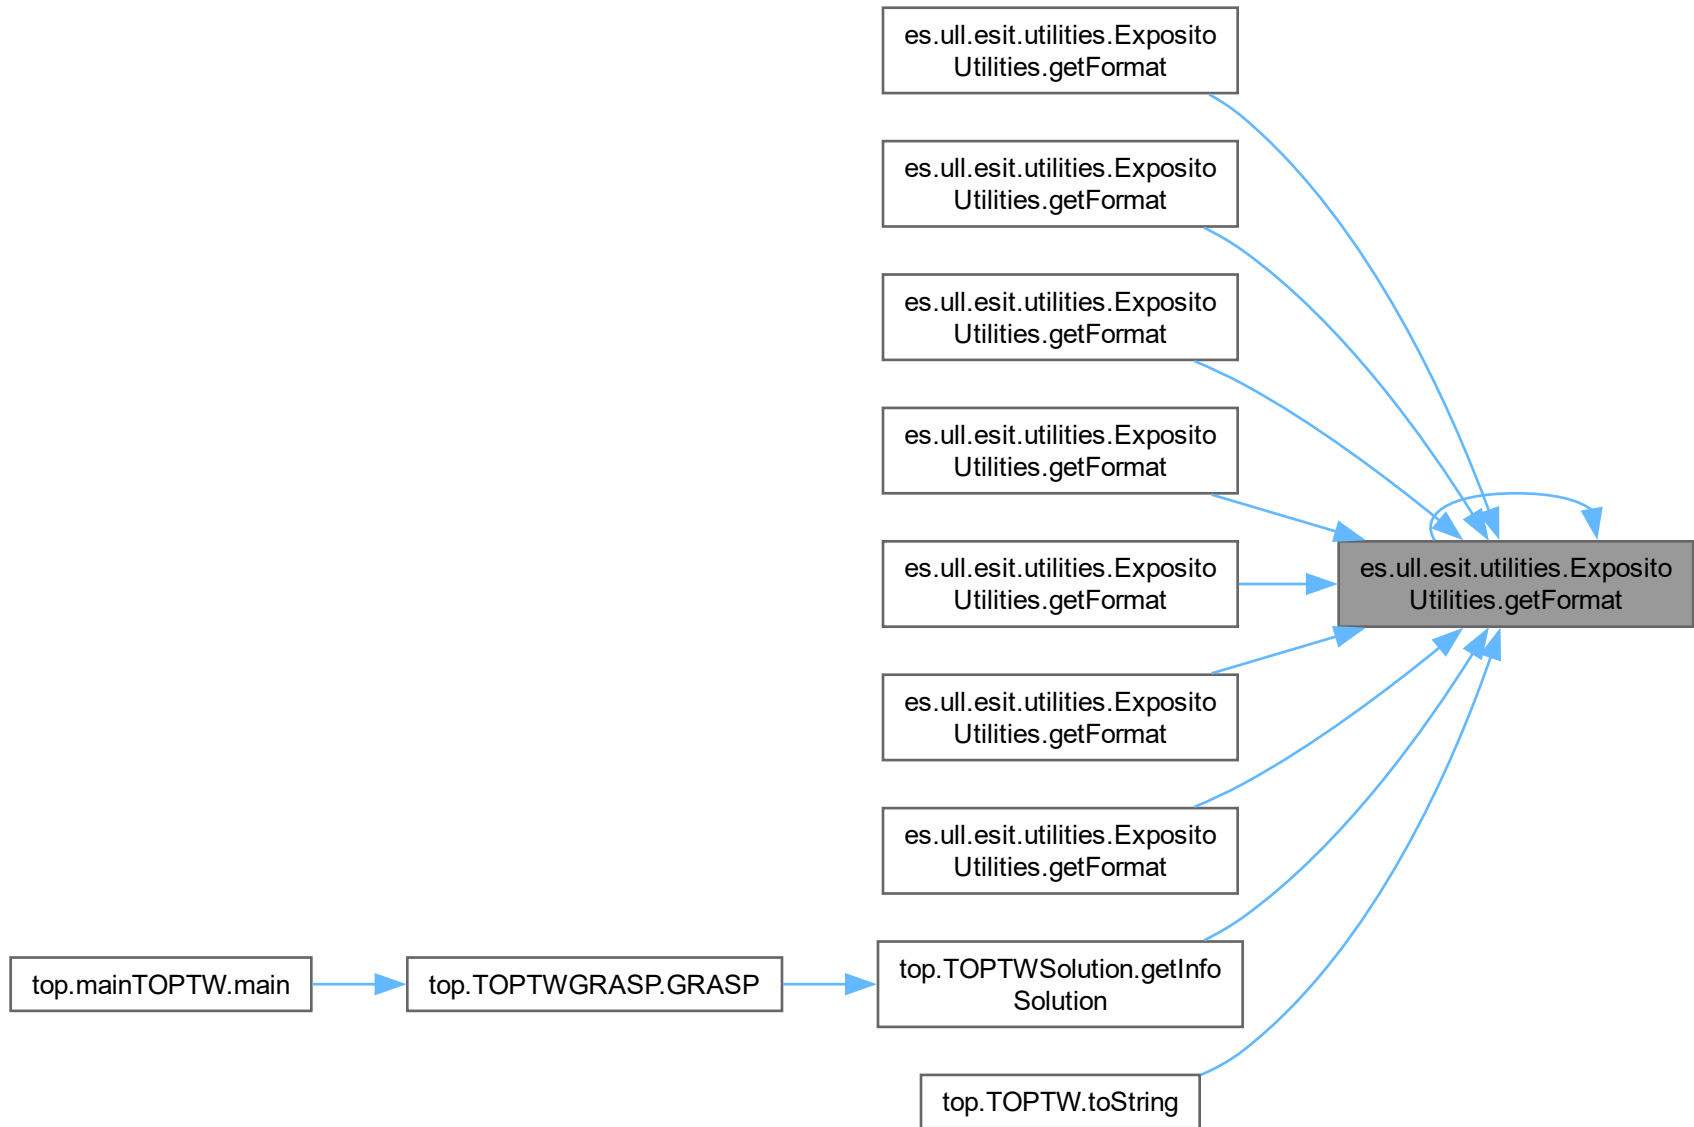 es.ull.esit.utilities.Exposito
Utilities.getFormat
es.ull.esit.utilities.Exposito
Utilities.getFormat
es.ull.esit.utilities.Exposito
Utilities.getFormat
es.ull.esit.utilities.Exposito
Utilities.getFormat
es.ull.esit.utilities.Exposito
Utilities.getFormat
es.ull.esit.utilities.Exposito
Utilities.getFormat
es.ull.esit.utilities.Exposito
Utilities.getFormat
es.ull.esit.utilities.Exposito
Utilities.getFormat
top.mainTOPTW.main
top.TOPTWGRASP.GRASP
top.TOPTWSolution.getInfo
Solution
top.TOPTW.toString